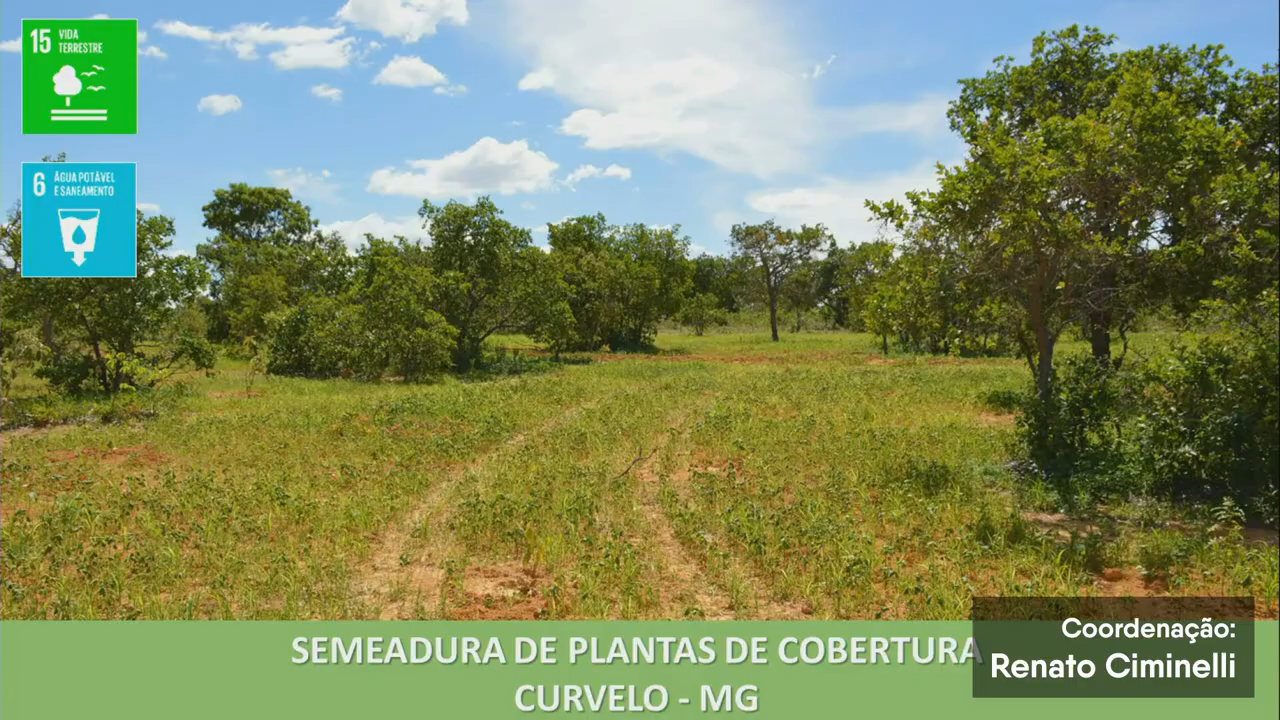 15 VIDA
TERRESTRE
6 ÁGUA POTÁVEL
E SANEAMENTO
SEMEADURA DE PLANTAS DE COBERTURA
CURVELO - MG
Coordenação:
Renato Ciminelli